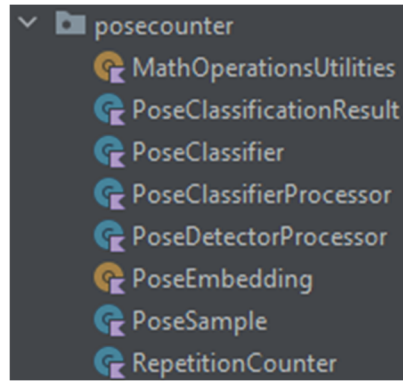 posecounter
MathOperationsUtilities
PoseClassificationResult
PoseClassifier
PoseClassifierProcessor
PoseDetectorProcessor
PoseEmbedding
PoseSample
RepetitionCounter